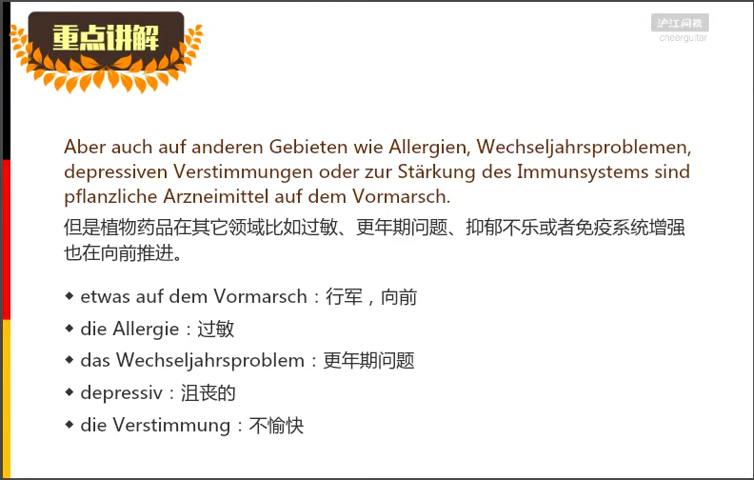 重点讲解
沪江网校
cheerguitar
Aber auch auf anderen Gebieten wie Allergien, Wechseljahrsproblemen,
depressiven Verstimmungen oder zur Stärkung des Immunsystems sind
pflanzliche Arzneimittel auf dem Vormarsch.
但是植物药品在其它领域比如过敏、更年期问题、抑郁不乐或者免疫系统增强
也在向前推进。
◆ etwas auf dem Vormarsch：行军，向前
◆ die Allergie：过敏
◆ das Wechseljahrsproblem：更年期问题
◆ depressiv：沮丧的
◆ die Verstimmung：不愉快